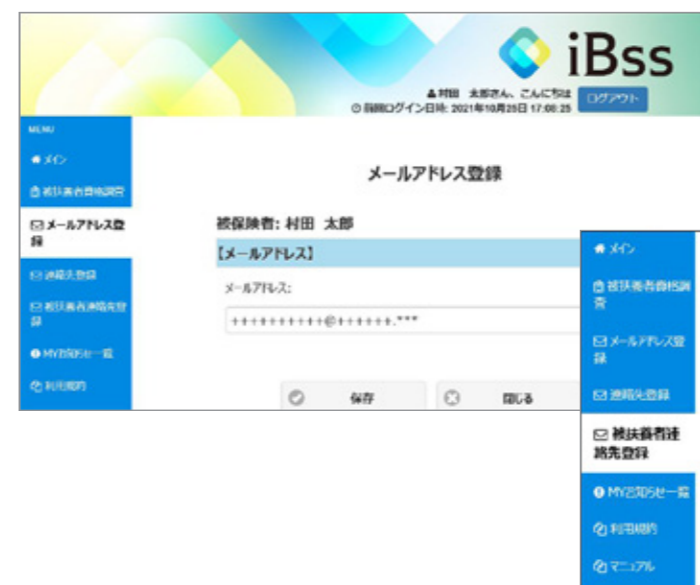 iBss
村田 太郎さん、こんにちは
ログアウト
前回ログイン日時: 2021年10月25日 17:08:25
MENU
メイン
被扶養者資格調査
メールアドレス登
録
連絡先登録
被扶養者連絡先登
録
MYお知らせ一覧
利用規約
メールアドレス登録
被保険者: 村田 太郎
【メールアドレス】
メールアドレス:
++++++++++@++++++.***
保存
閉じる
メイン
被扶養者資格調
査
メールアドレス登
録
連絡先登録
被扶養者連
絡先登録
MYお知らせ一覧
利用規約
マニュアル